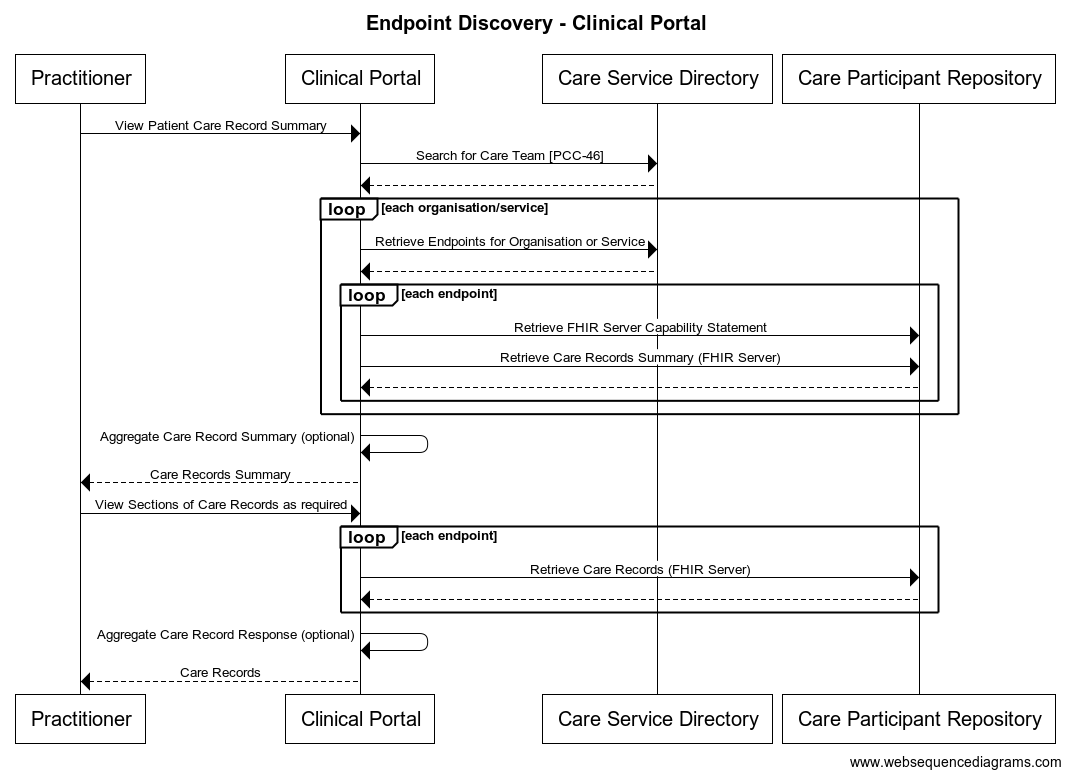 Endpoint Discovery - Clinical Portal
Practitioner
Clinical Portal
Care Service Directory
Care Participant Repository
View Patient Care Record Summary
Search for Care Team [PCC-46]
loop
[each organisation/service]
Retrieve Endpoints for Organisation or Service
loop
[each endpoint]
Retrieve FHIR Server Capability Statement
Retrieve Care Records Summary (FHIR Server)
Aggregate Care Record Summary (optional)
Care Records Summary
View Sections of Care Records as required
loop
[each endpoint]
Retrieve Care Records (FHIR Server)
Aggregate Care Record Response (optional)
Care Records
Practitioner
Clinical Portal
Care Service Directory
Care Participant Repository
www.websequencediagrams.com